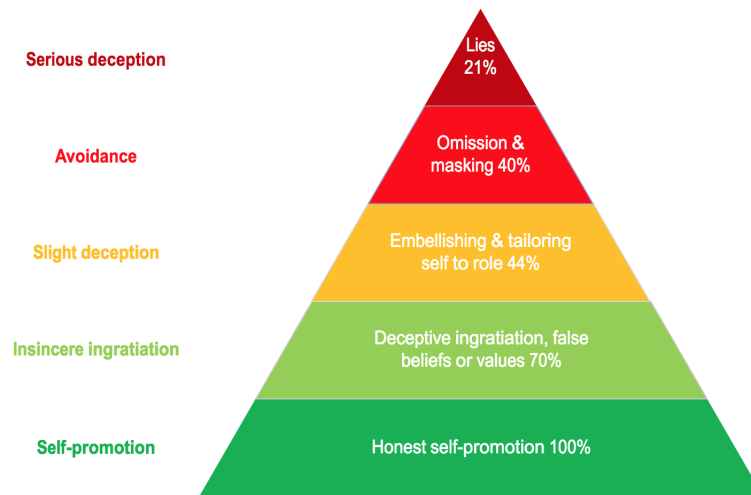 Serious deception
Lies
21%
Avoidance
Omission &
masking 40%
Slight deception
Embellishing & tailoring
self to role 44%
Insincere ingratiation
Deceptive ingratiation, false
beliefs or values 70%
Self-promotion
Honest self-promotion 100%